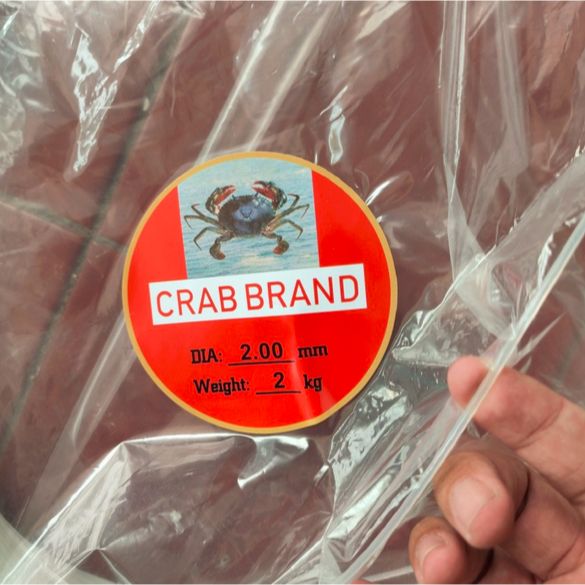 CRAB BRAND
DIA: 2.00 mm
Weight: 2 kg